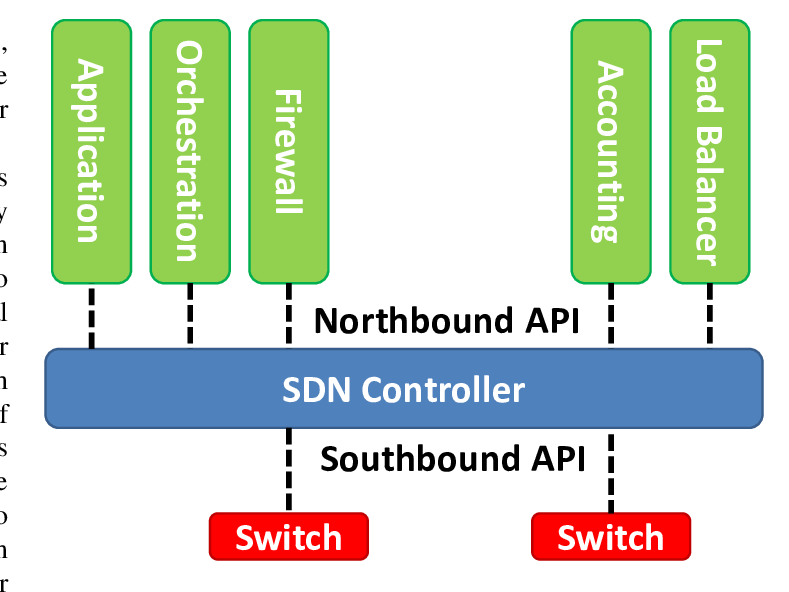 ,
e
r
s
y
n
o
l
r
n
f
s
e
o
n
r
Application
Orchestration
Firewall
Accounting
Load Balancer
Northbound API
SDN Controller
Southbound API
Switch
Switch